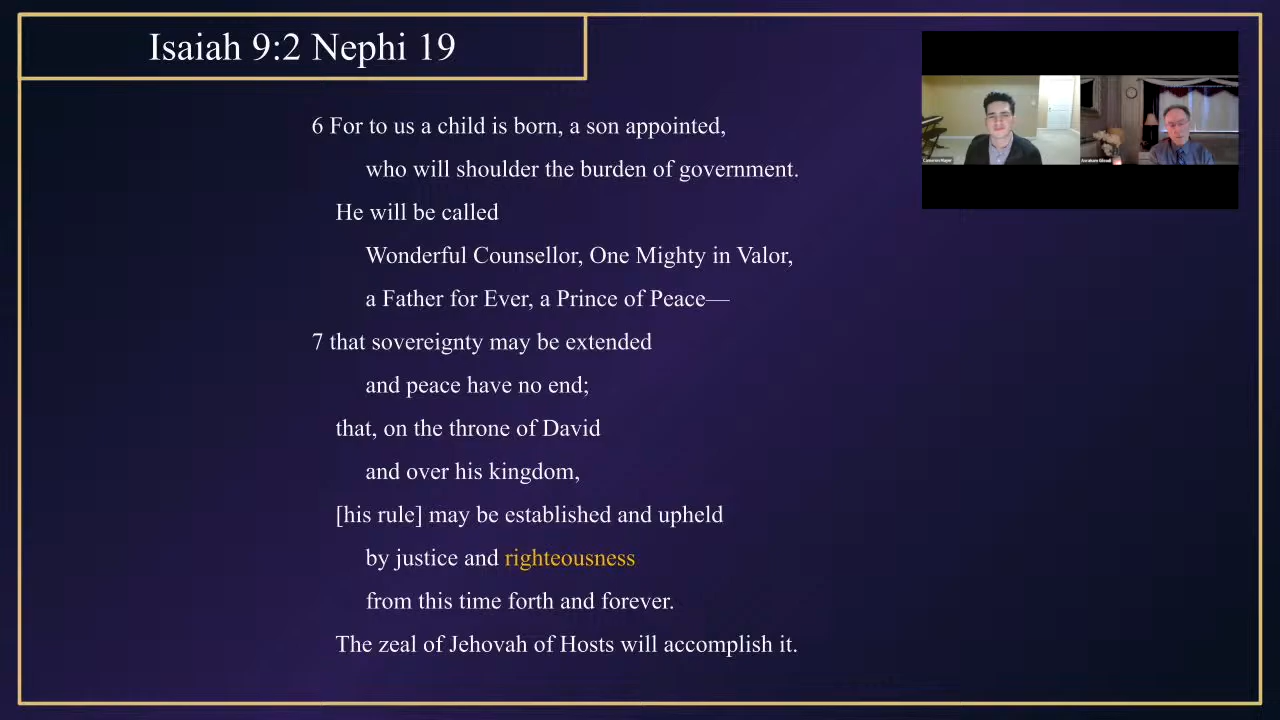 Isaiah 9:2 Nephi 19
6 For to us a child is born, a son appointed,
who will shoulder the burden of government.
He will be called
Wonderful Counsellor, One Mighty in Valor,
a Father for Ever, a Prince of Peace—
7 that sovereignty may be extended
and peace have no end;
that, on the throne of David
and over his kingdom,
[his rule] may be established and upheld
by justice and righteousness
from this time forth and forever.
The zeal of Jehovah of Hosts will accomplish it.
Cameron Mayer
Avraham Gileadi